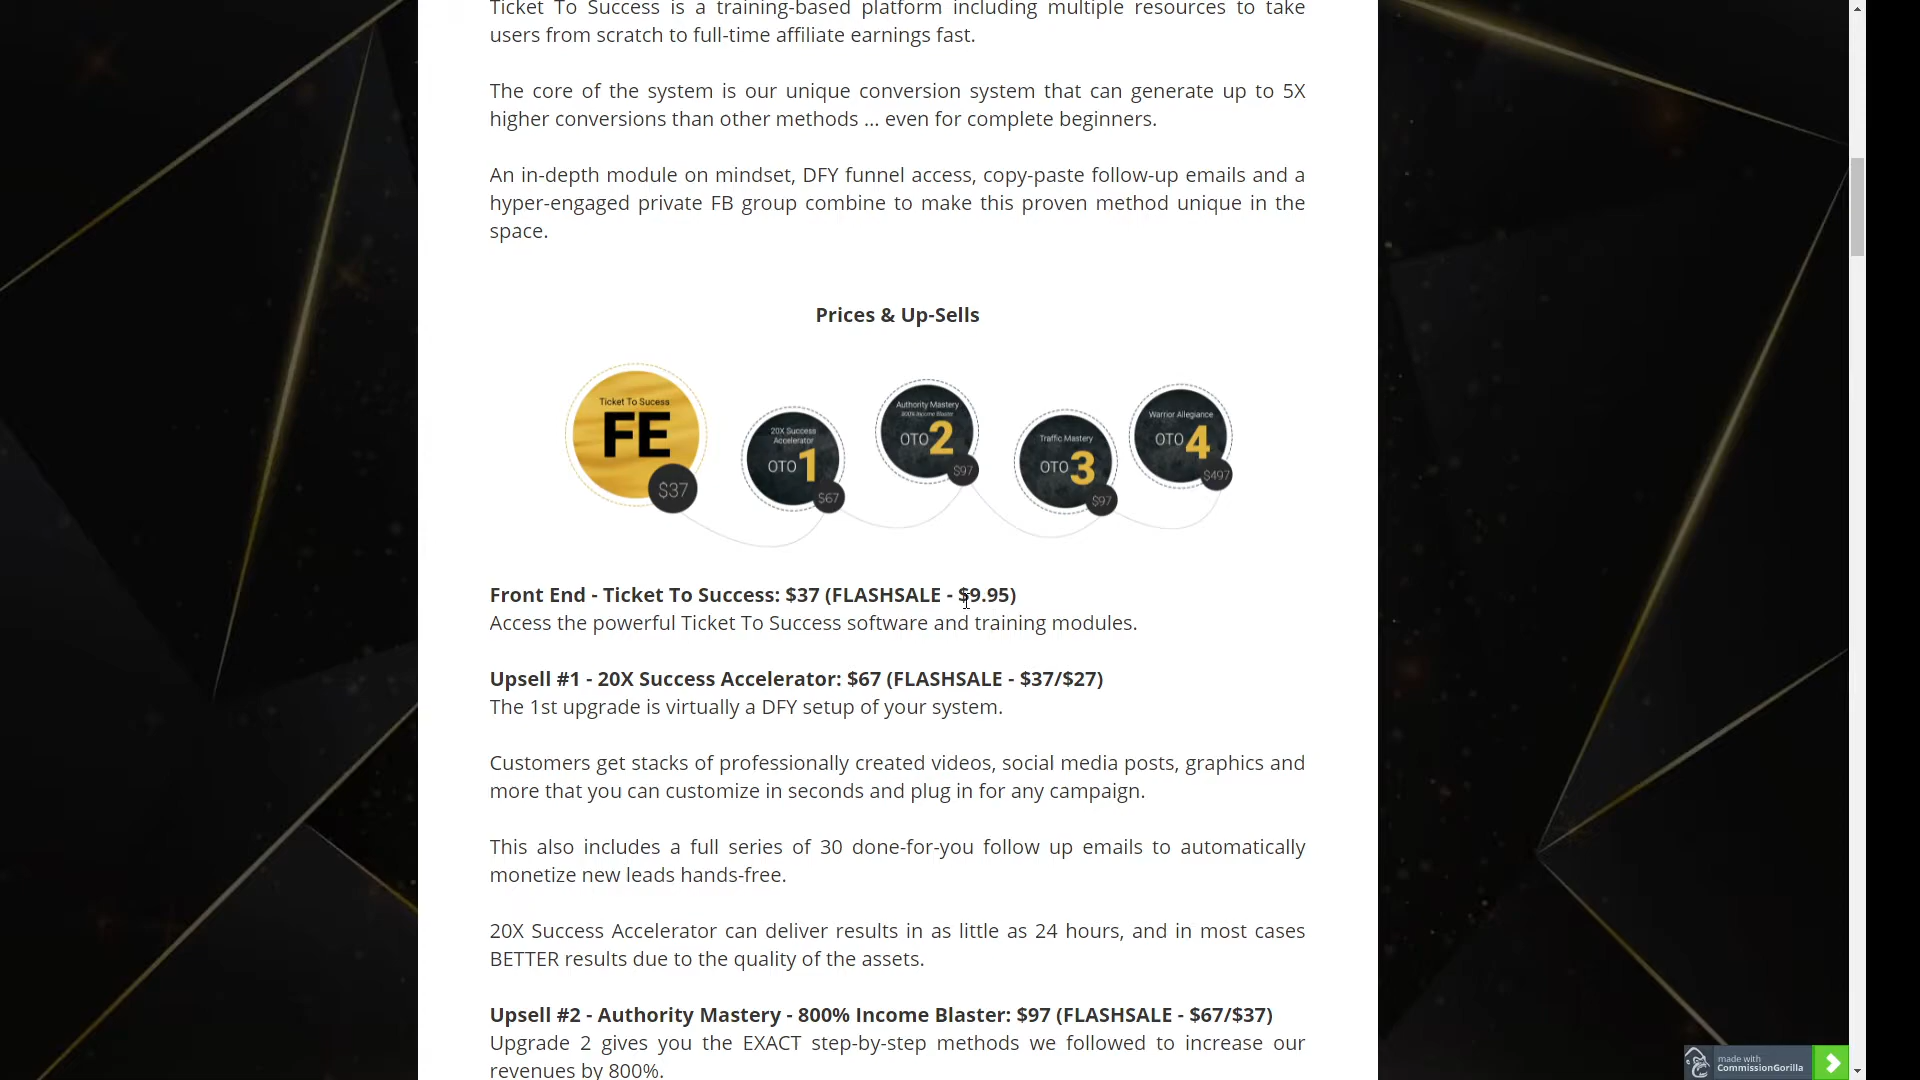 Ticket To Success is a training-based platform including multiple resources to take
users from scratch to full-time affiliate earnings fast.
The core of the system is our unique conversion system that can generate up to 5X
higher conversions than other methods ... even for complete beginners.
An in-depth module on mindset, DFY funnel access, copy-paste follow-up emails and a
hyper-engaged private FB group combine to make this proven method unique in the
space.
Prices & Up-Sells
Ticket To Sucess
FE
$37
20X Success
Accelerator
OTO 1
$67
Authority Mastery
800% Income Blaster
OTO 2
$97
Traffic Mastery
OTO 3
$97
Warrior Allegiance
OTO 4
$497
Front End - Ticket To Success: $37 (FLASHSALE - $9.95)
Access the powerful Ticket To Success software and training modules.
Upsell #1 - 20X Success Accelerator: $67 (FLASHSALE - $37/$27)
The 1st upgrade is virtually a DFY setup of your system.
Customers get stacks of professionally created videos, social media posts, graphics and
more that you can customize in seconds and plug in for any campaign.
This also includes a full series of 30 done-for-you follow up emails to automatically
monetize new leads hands-free.
20X Success Accelerator can deliver results in as little as 24 hours, and in most cases
BETTER results due to the quality of the assets.
Upsell #2 - Authority Mastery - 800% Income Blaster: $97 (FLASHSALE - $67/$37)
Upgrade 2 gives you the EXACT step-by-step methods we followed to increase our
revenues by 800%.
made with
CommissionGorilla